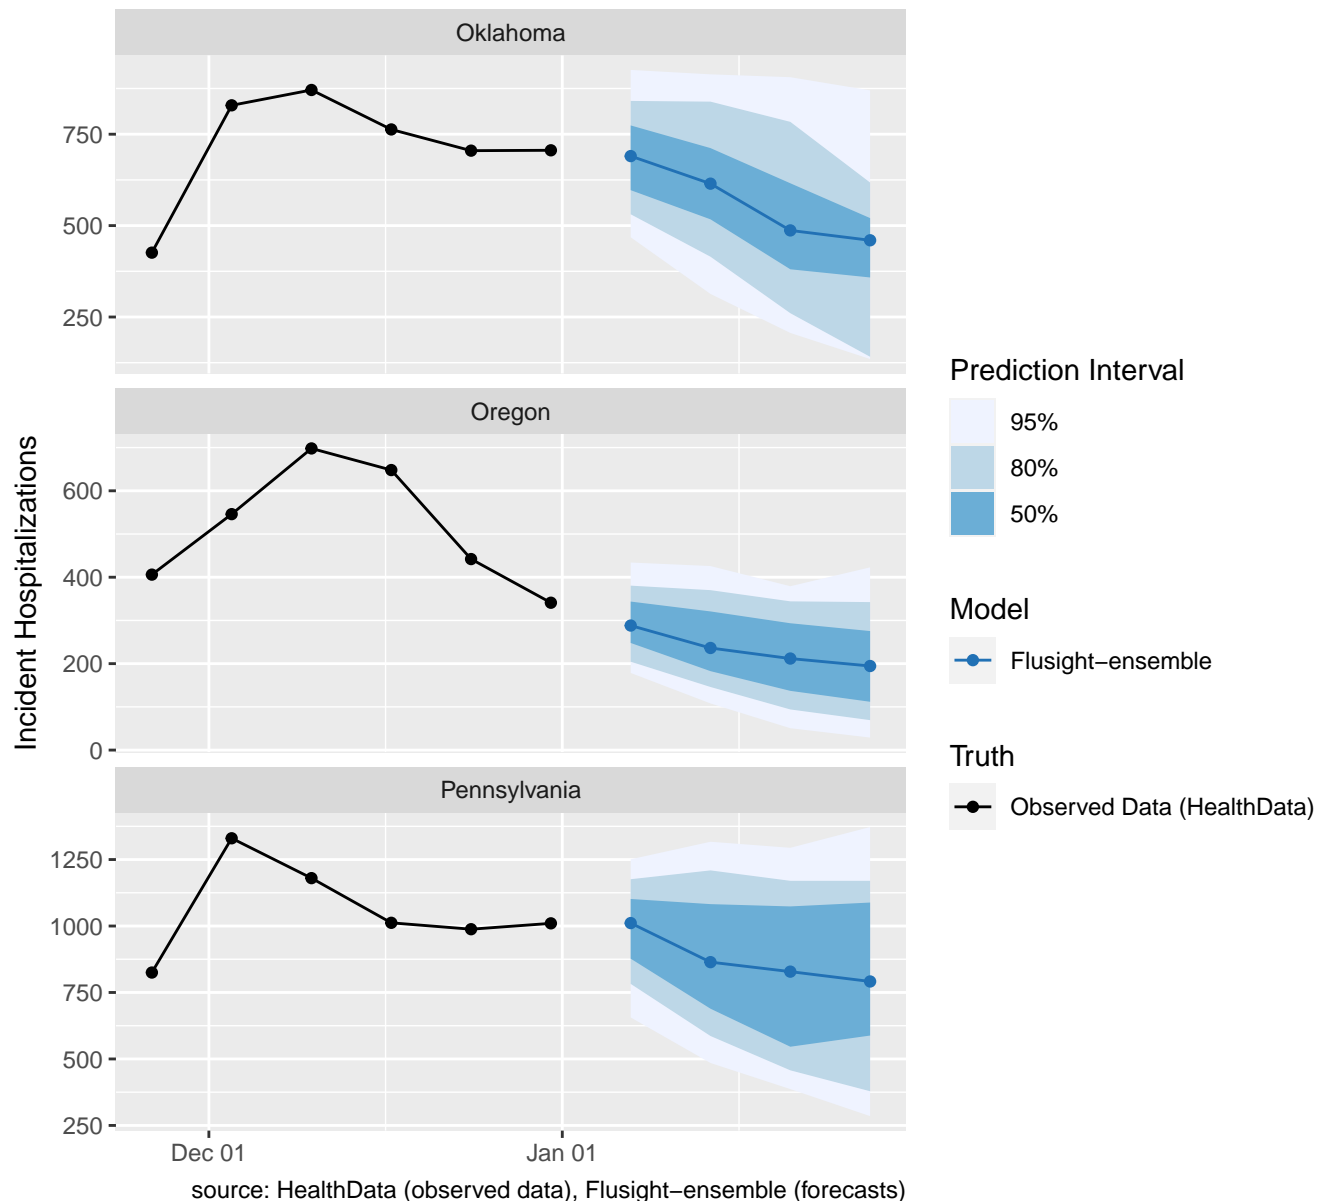 Oklahoma
750
500
250
Oregon
600
400
200
0
Pennsylvania
1250
1000
750
500
250
Incident Hospitalizations
Dec 01
Jan 01
source: HealthData (observed data), Flusight−ensemble (forecasts)
Prediction Interval
95%
80%
50%
Model
Flusight−ensemble
Truth
Observed Data (HealthData)